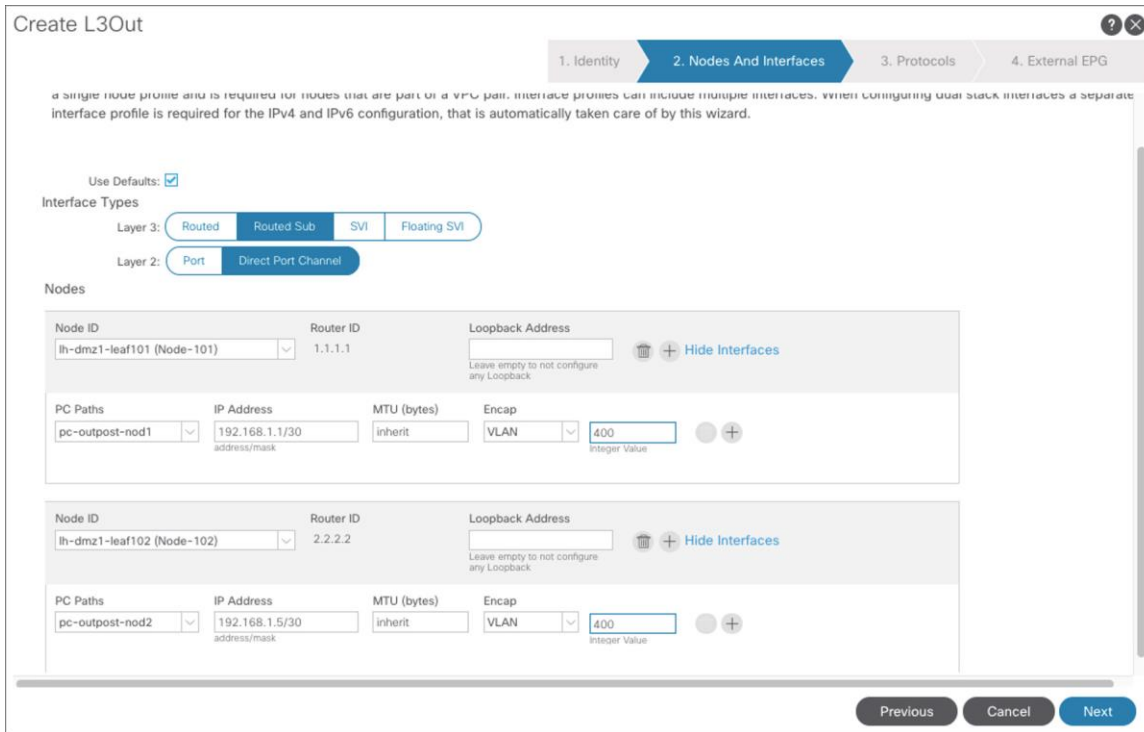 Create L3Out
1. Identity
2. Nodes And Interfaces
3. Protocols
4. External EPG
a single node profile and is required for nodes that are part of a VPC pair. Interface profiles can include multiple interfaces. When configuring dual stack interfaces a separate
interface profile is required for the IPv4 and IPv6 configuration, that is automatically taken care of by this wizard.
Use Defaults:
Interface Types
Layer 3: Routed Routed Sub SVI Floating SVI
Layer 2: Port Direct Port Channel
Nodes
Node ID Router ID Loopback Address
lh-dmz1-leaf101 (Node-101) 1.1.1.1 Hide Interfaces
Leave empty to not configure
any Loopback
PC Paths IP Address MTU (bytes) Encap
pc-outpost-nod1 192.168.1.1/30 inherit VLAN 400
address/mask Integer Value
Node ID Router ID Loopback Address
lh-dmz1-leaf102 (Node-102) 2.2.2.2 Hide Interfaces
Leave empty to not configure
any Loopback
PC Paths IP Address MTU (bytes) Encap
pc-outpost-nod2 192.168.1.5/30 inherit VLAN 400
address/mask Integer Value
Previous Cancel Next